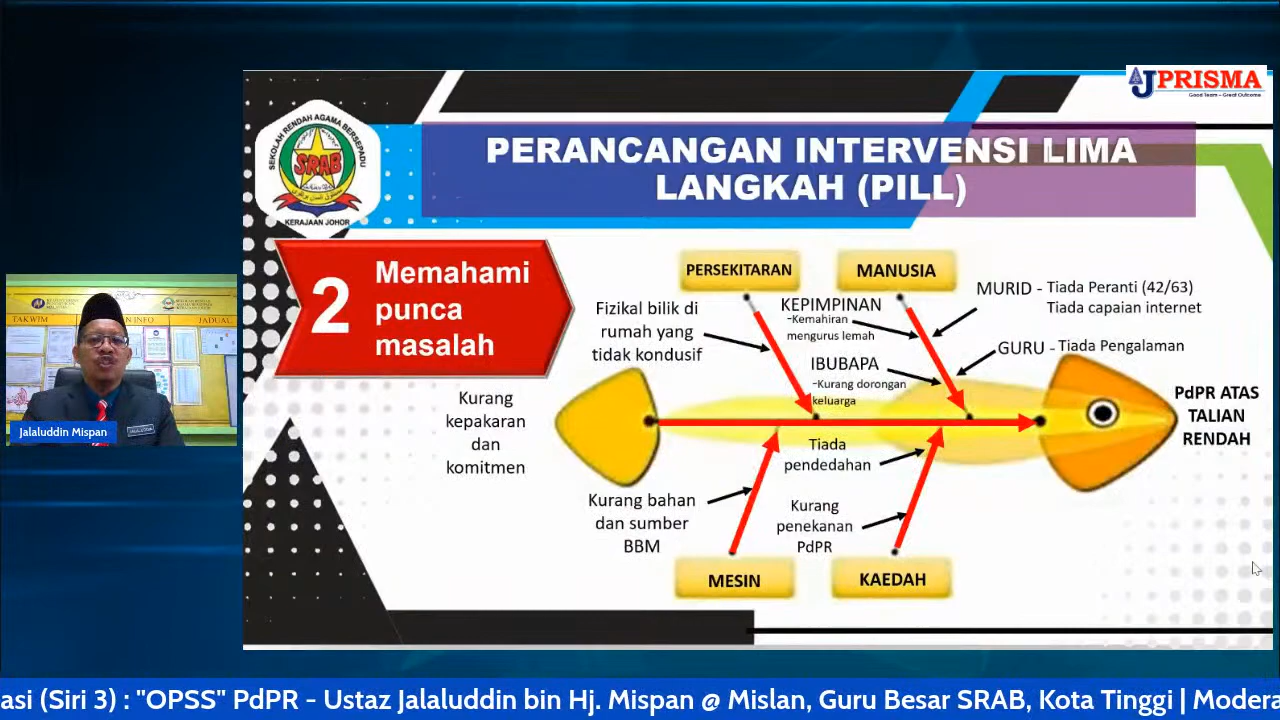 JPRISMA
Good Team - Great Outcome
SEKOLAH RENDAH AGAMA BERSEPADU
SRAB
KERAJAAN JOHOR
PERANCANGAN INTERVENSI LIMA
LANGKAH (PILL)
2
Memahami
punca
masalah
PERSEKITARAN
MANUSIA
Fizikal bilik di
rumah yang
tidak kondusif
KEPIMPINAN
-Kemahiran
mengurus lemah
IBUBAPA
-Kurang dorongan
keluarga
MURID - Tiada Peranti (42/63)
Tiada capaian internet
GURU - Tiada Pengalaman
PdPR ATAS
TALIAN
RENDAH
Kurang
kepakaran
dan
komitmen
Tiada
pendedahan
Kurang bahan
dan sumber
BBM
Kurang
penekanan
PdPR
MESIN
KAEDAH
TAKWIM
INFO
JADUAL
Jalaluddin Mispan
asi (Siri 3) : "OPSS" PdPR - Ustaz Jalaluddin bin Hj. Mispan @ Mislan, Guru Besar SRAB, Kota Tinggi | Modera